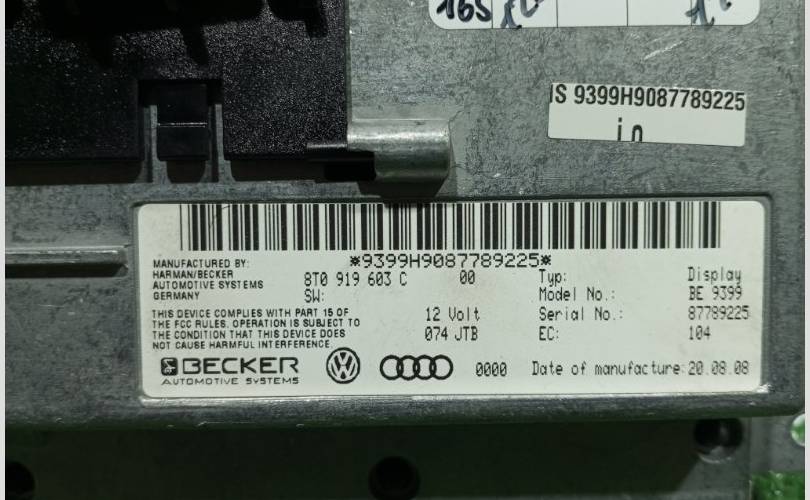 165
IS 9399H9087789225
in
*9399H9087789225*
MANUFACTURED BY:
HARMAN/BECKER
AUTOMOTIVE SYSTEMS
GERMANY
8T0 919 603 C 00
SW:
Typ: Display
Model No.: BE 9399
THIS DEVICE COMPLIES WITH PART 15 OF
THE FCC RULES. OPERATION IS SUBJECT TO
THE CONDITION THAT THIS DEVICE DOES
NOT CAUSE HARMFUL INTERFERENCE.
12 Volt
074 JTB
Serial No.: 87789225
EC: 104
BECKER
AUTOMOTIVE SYSTEMS
0000 Date of manufacture: 20.08.08